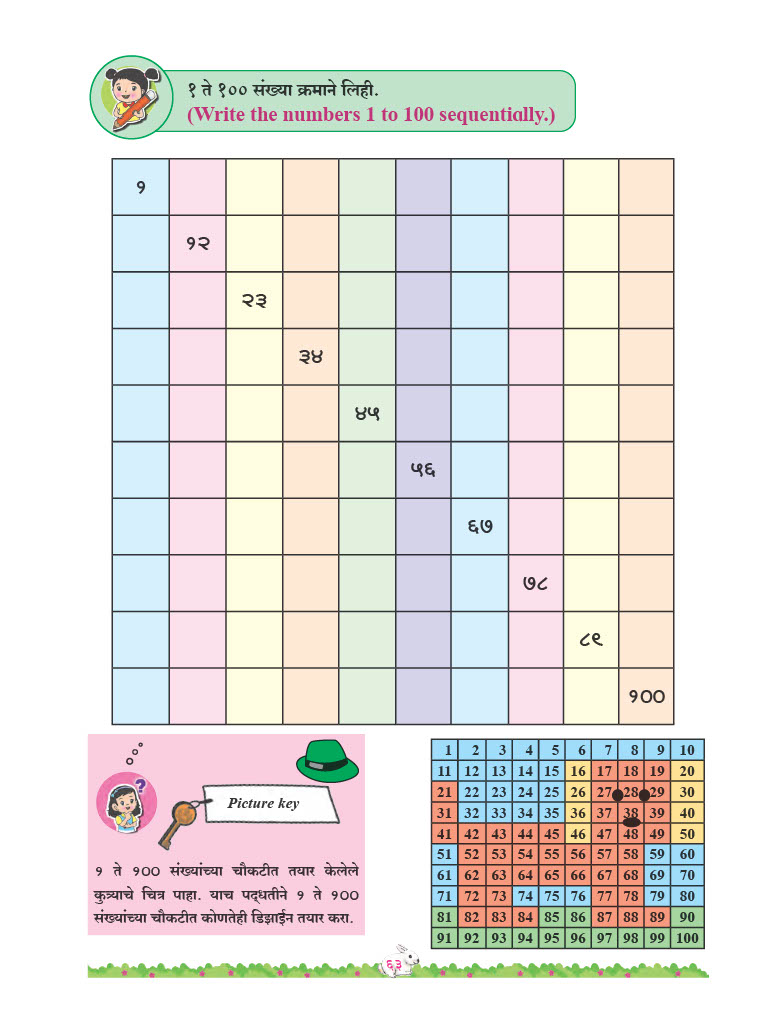 १ ते १०० संख्या क्रमाने लिही.
(Write the numbers 1 to 100 sequentially.)
१
१२
२३
३४
४५
५६
६७
७८
८९
१००
?
Picture key
१ ते १०० संख्यांच्या चौकटीत तयार केलेले
कुत्र्याचे चित्र पाहा. याच पद्धतीने १ ते १००
संख्यांच्या चौकटीत कोणतेही डिझाईन तयार करा.
1 2 3 4 5 6 7 8 9 10
11 12 13 14 15 16 17 18 19 20
21 22 23 24 25 26 27 28 29 30
31 32 33 34 35 36 37 38 39 40
41 42 43 44 45 46 47 48 49 50
51 52 53 54 55 56 57 58 59 60
61 62 63 64 65 66 67 68 69 70
71 72 73 74 75 76 77 78 79 80
81 82 83 84 85 86 87 88 89 90
91 92 93 94 95 96 97 98 99 100
६३